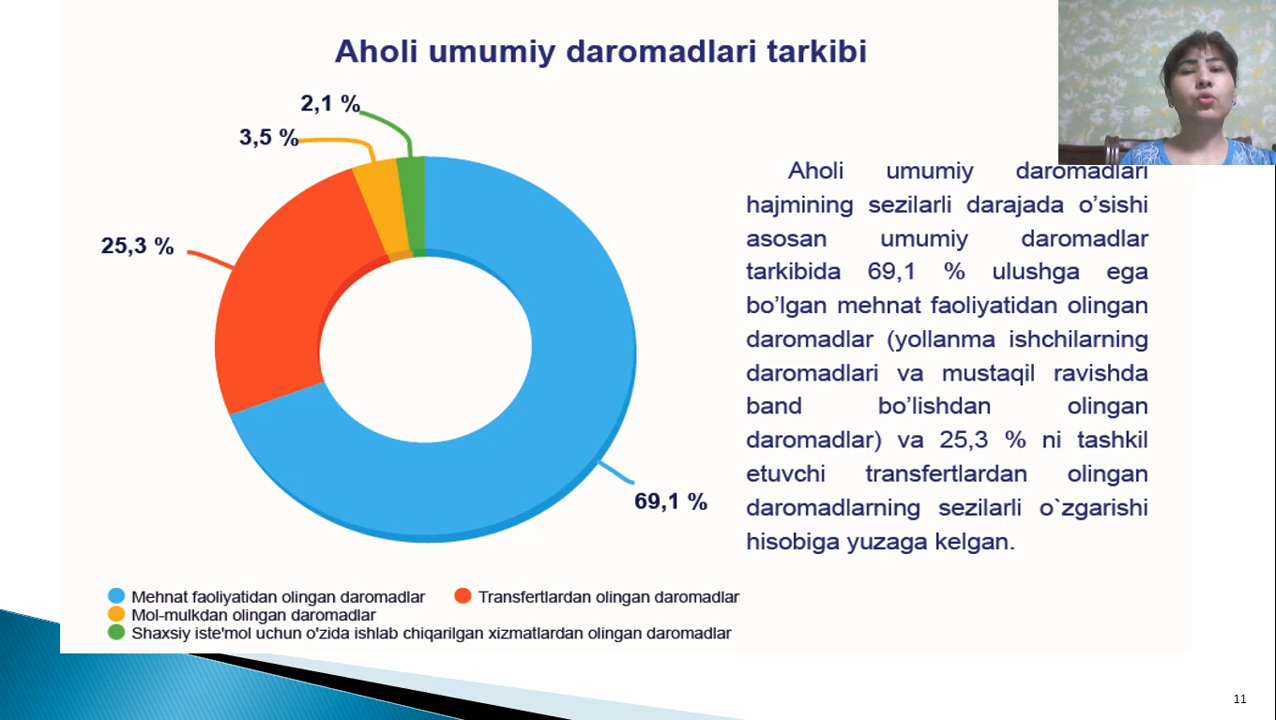 Aholi umumiy daromadlari tarkibi
2,1 %
3,5 %
25,3 %
69,1 %
Aholi umumiy daromadlari
hajmining sezilarli darajada o’sishi
asosan umumiy daromadlar
tarkibida 69,1 % ulushga ega
bo’lgan mehnat faoliyatidan olingan
daromadlar (yollanma ishchilarning
daromadlari va mustaqil ravishda
band bo’lishdan olingan
daromadlar) va 25,3 % ni tashkil
etuvchi transfertlardan olingan
daromadlarning sezilarli o`zgarishi
hisobiga yuzaga kelgan.
Mehnat faoliyatidan olingan daromadlar
Transfertlardan olingan daromadlar
Mol-mulkdan olingan daromadlar
Shaxsiy iste'mol uchun o'zida ishlab chiqarilgan xizmatlardan olingan daromadlar
11